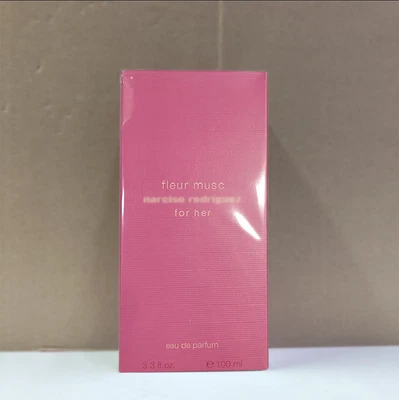 fleur musc
narciso rodriguez
for her
eau de parfum
3.3 fl.oz. ℮ 100 ml